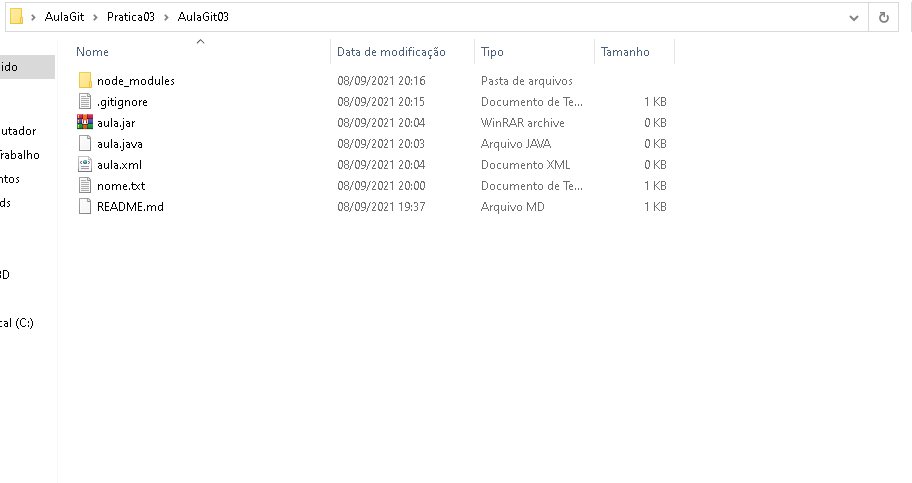 AulaGit > Pratica03 > AulaGit03
Nome Data de modificação Tipo Tamanho
ido
node_modules 08/09/2021 20:16 Pasta de arquivos
.gitignore 08/09/2021 20:15 Documento de Te... 1 KB
utador
aula.jar 08/09/2021 20:04 WinRAR archive 0 KB
aula.java 08/09/2021 20:03 Arquivo JAVA 0 KB
Trabalho
aula.xml 08/09/2021 20:04 Documento XML 0 KB
ntos
nome.txt 08/09/2021 20:00 Documento de Te... 1 KB
ds
README.md 08/09/2021 19:37 Arquivo MD 1 KB
3D
cal (C:)